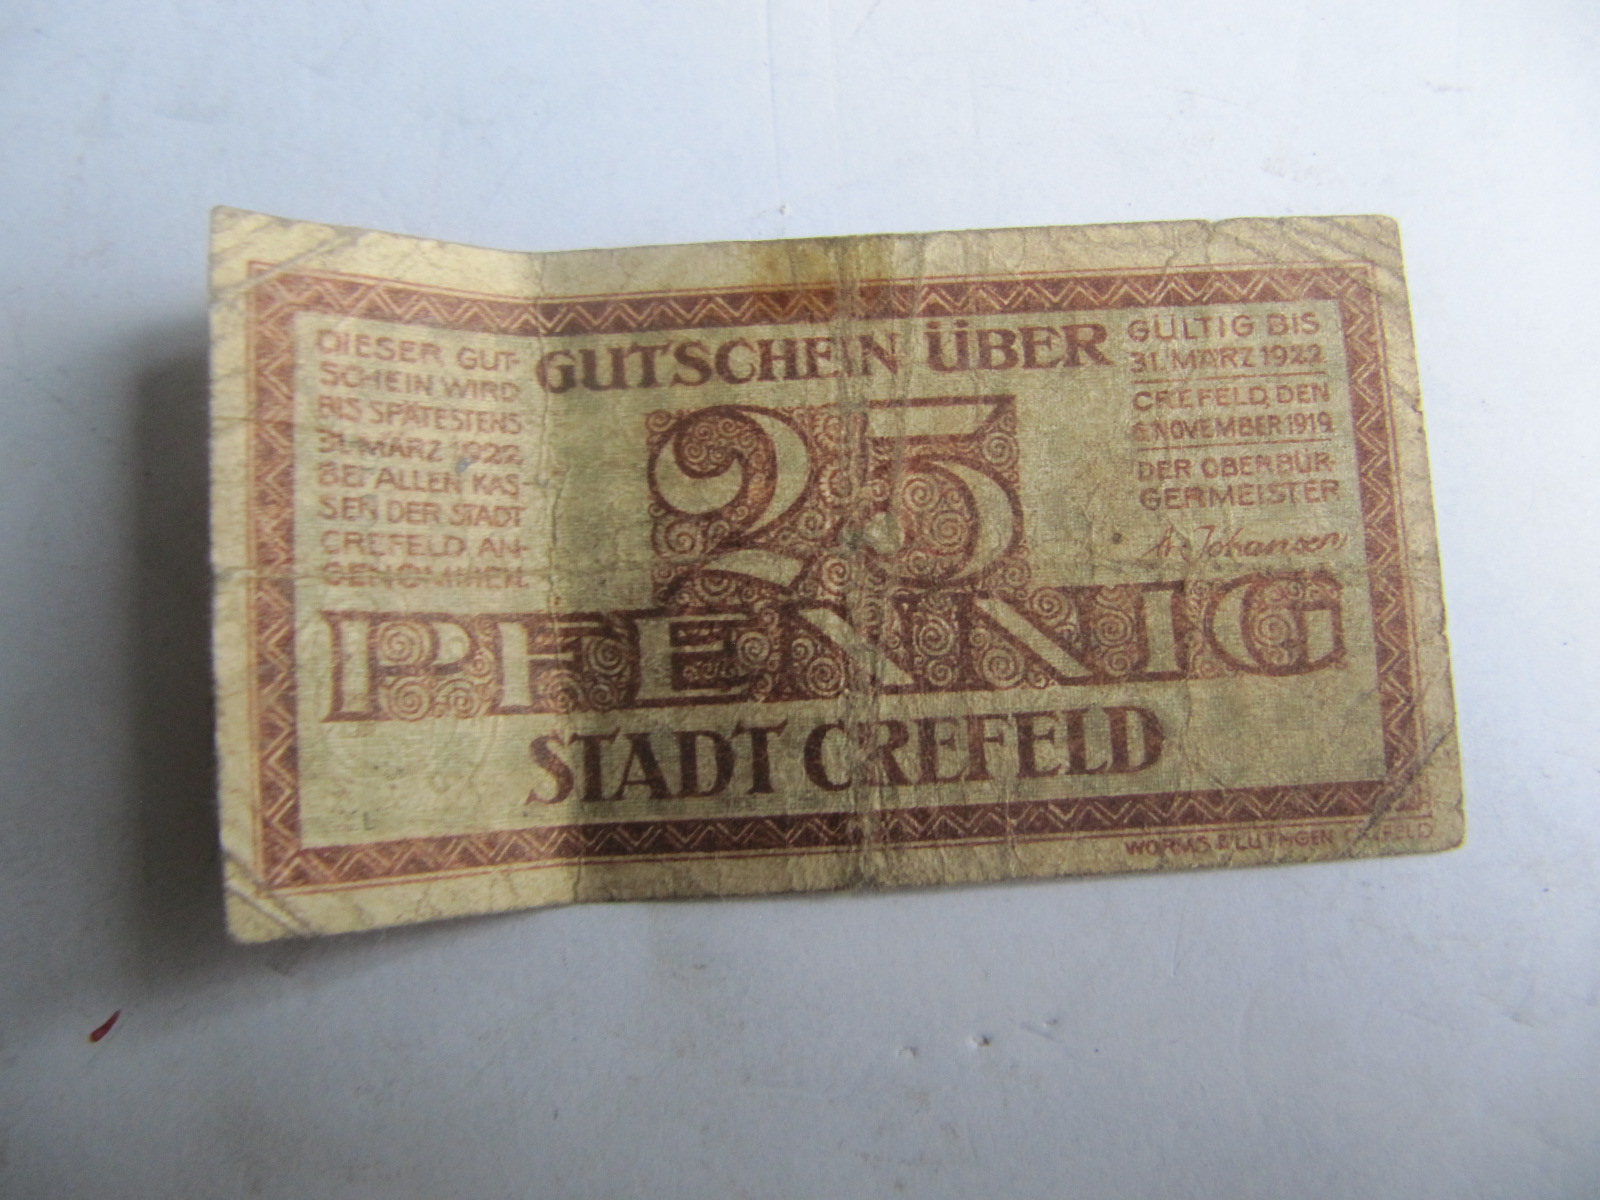 DIESER GUT-
SCHEIN WIRD
BIS SPÄTESTENS
31. MÄRZ 1922
BEI ALLEN KAS-
SEN DER STADT
CREFELD AN-
GENOMMEN.
GUTSCHEIN ÜBER
25
PFENNIG
STADT CREFELD
GÜLTIG BIS
31. MÄRZ 1922
CREFELD, DEN
6. NOVEMBER 1919
DER OBERBÜR-
GERMEISTER
Johansen
WORMS & LÜTHGEN CREFELD